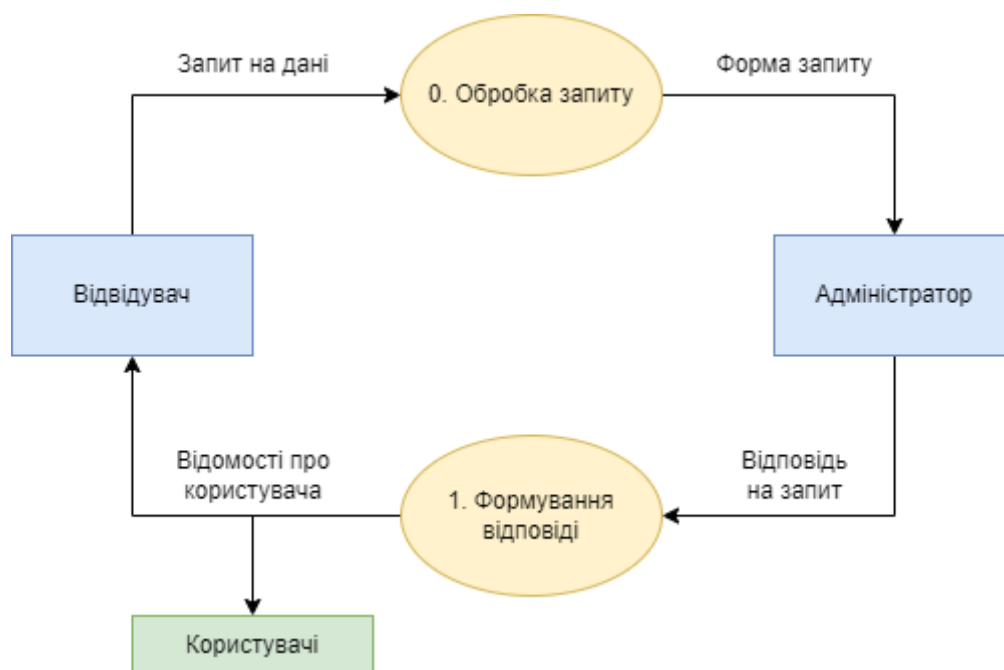 Запит на дані
0. Обробка запиту
Форма запиту
Відвідувач
Адміністратор
Відомості про
користувача
1. Формування
відповіді
Відповідь
на запит
Користувачі